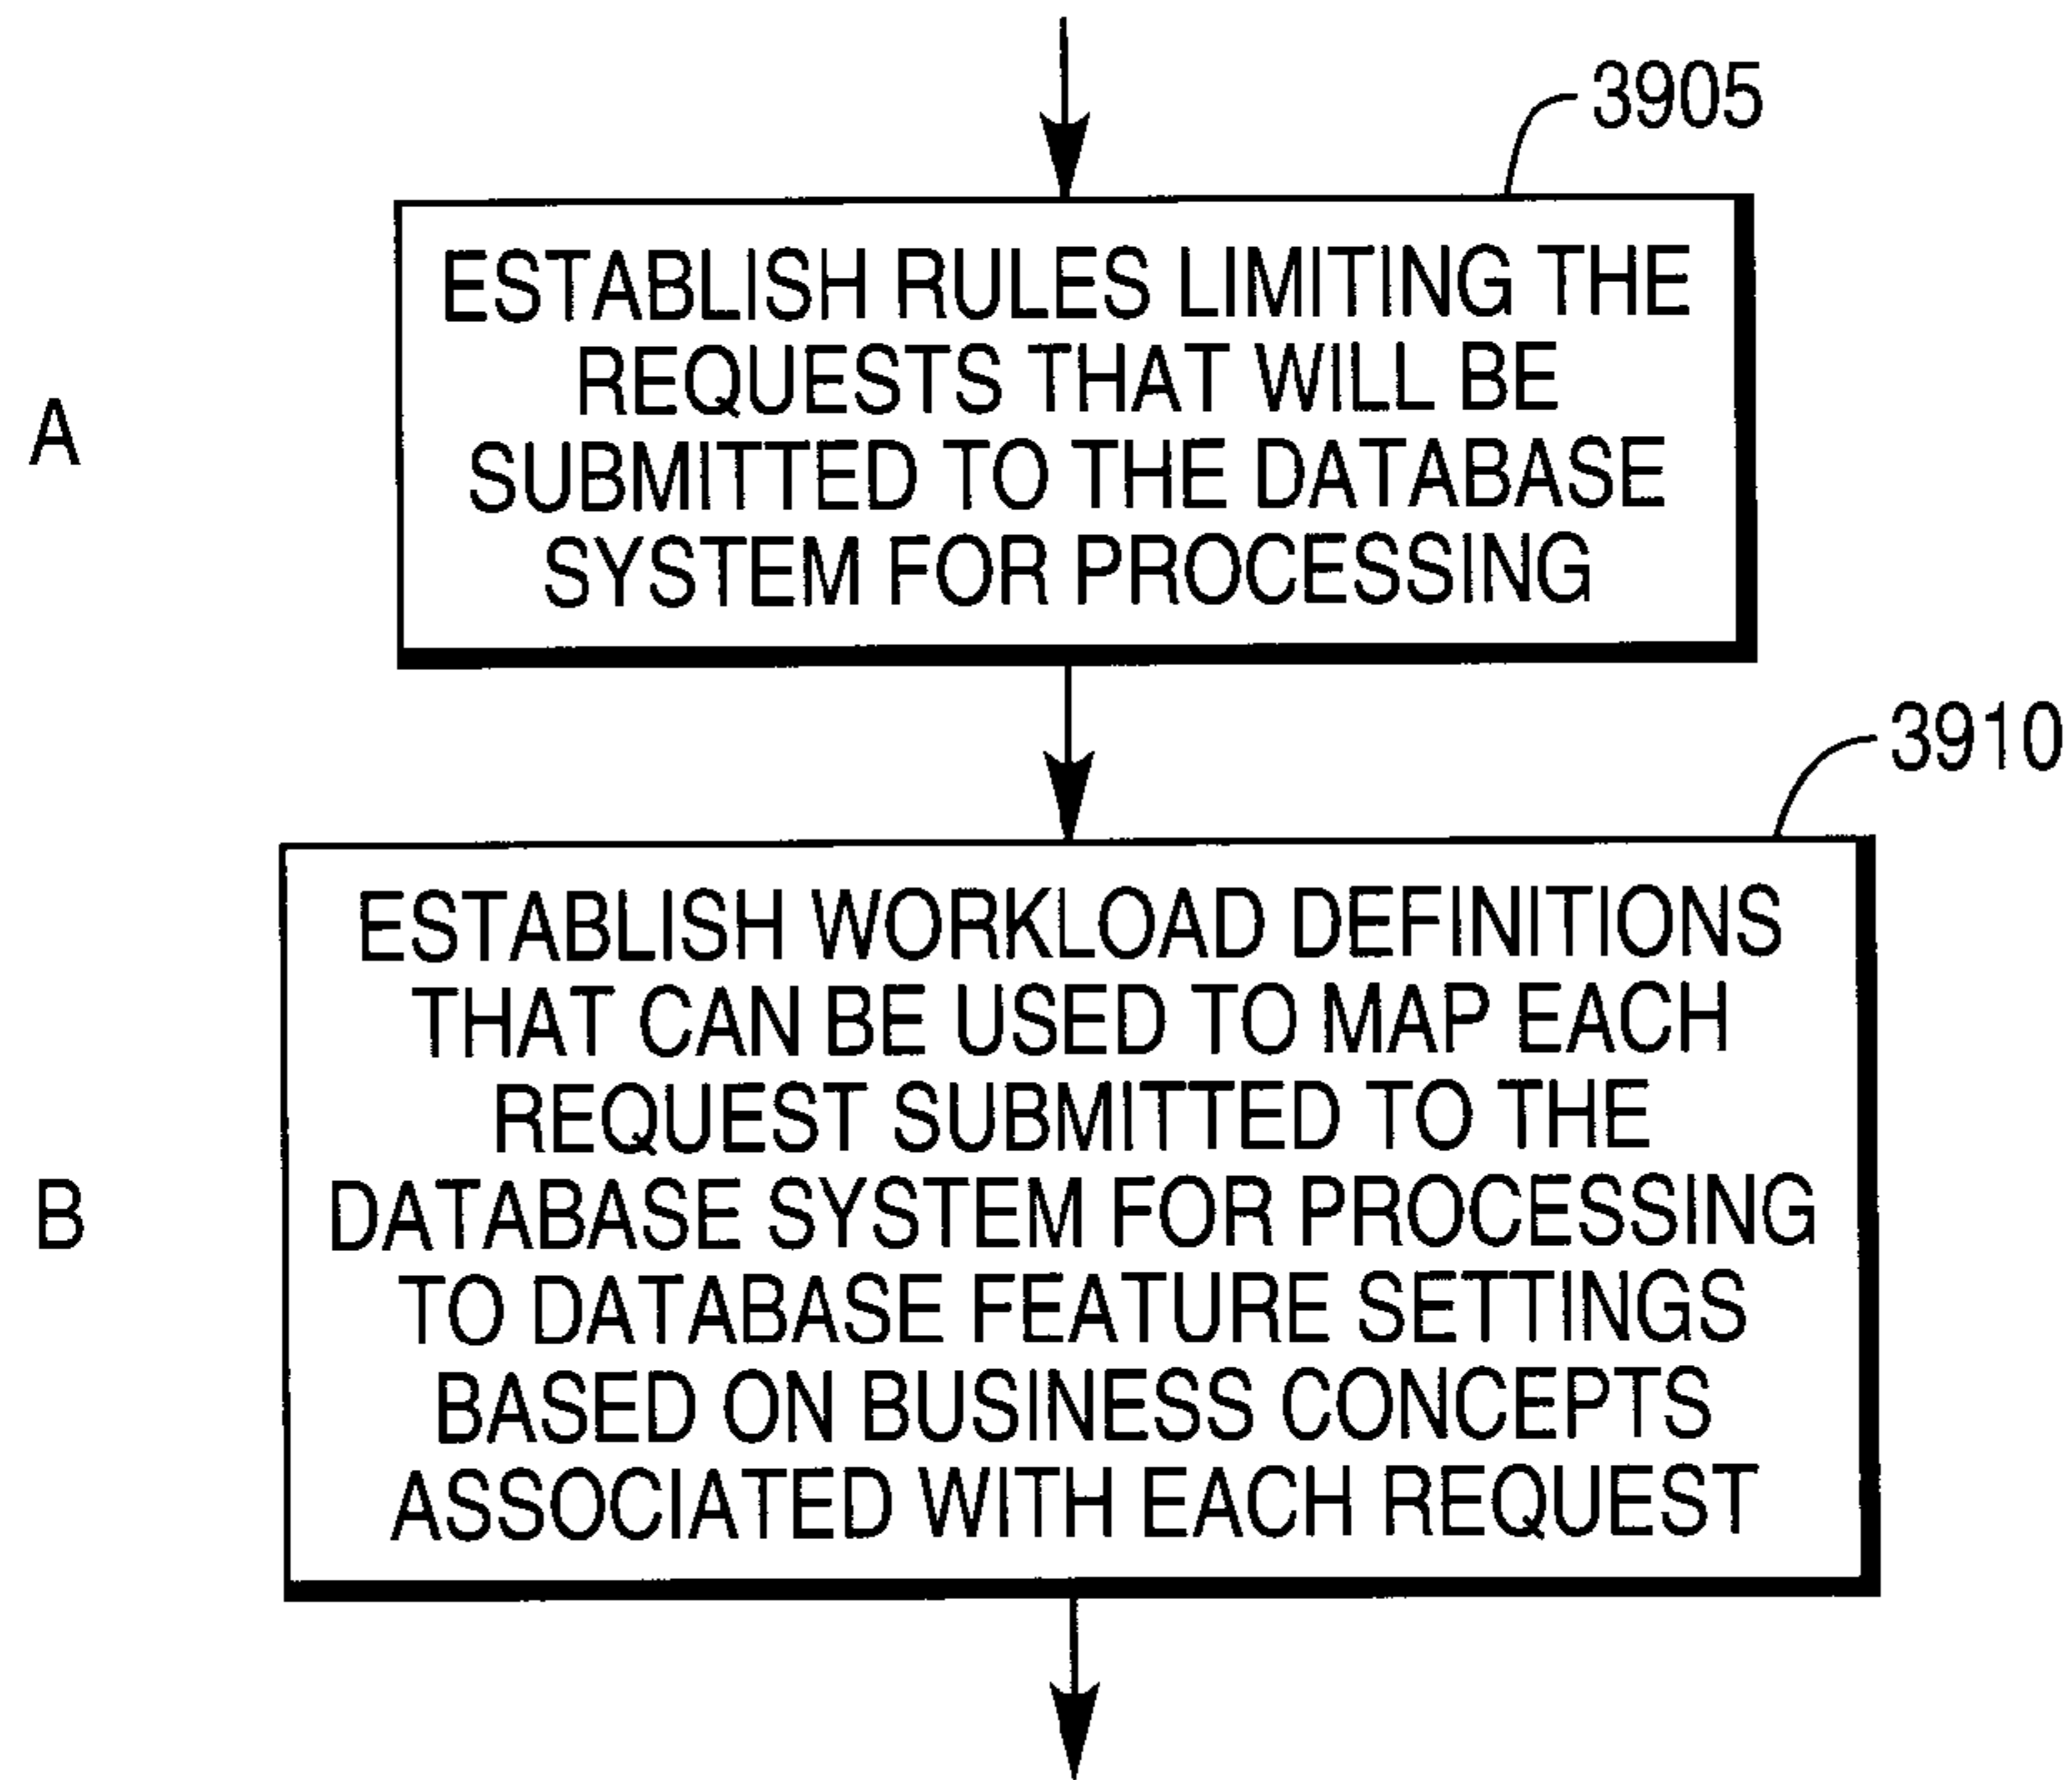 3905
ESTABLISH RULES LIMITING THE
REQUESTS THAT WILL BE
SUBMITTED TO THE DATABASE
SYSTEM FOR PROCESSING
A
3910
ESTABLISH WORKLOAD DEFINITIONS
THAT CAN BE USED TO MAP EACH
REQUEST SUBMITTED TO THE
DATABASE SYSTEM FOR PROCESSING
TO DATABASE FEATURE SETTINGS
BASED ON BUSINESS CONCEPTS
ASSOCIATED WITH EACH REQUEST
B